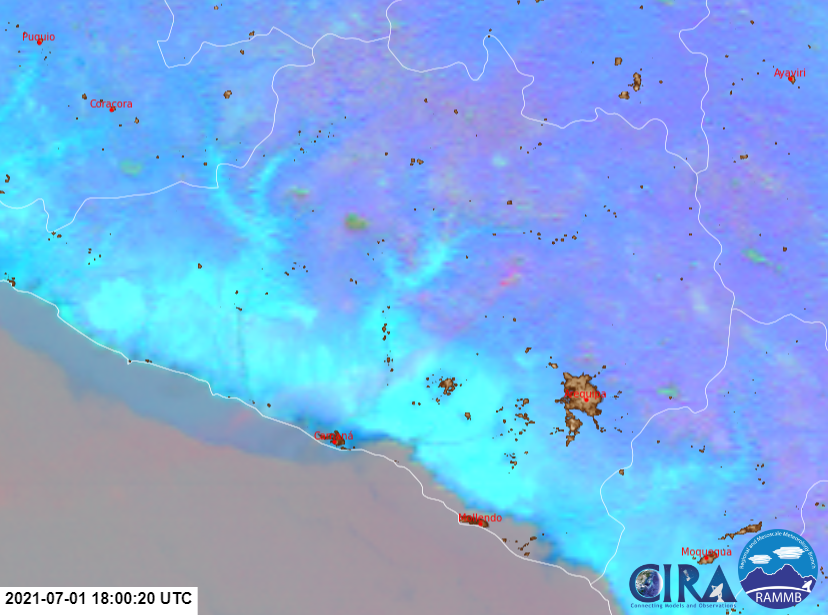 Puquio
Ayaviri
Coracora
Arequipa
Camaná
Mollendo
Moquegua
2021-07-01 18:00:20 UTC
CIRA
Connecting Models and Observations
Regional and Mesoscale Meteorology Branch
RAMMB